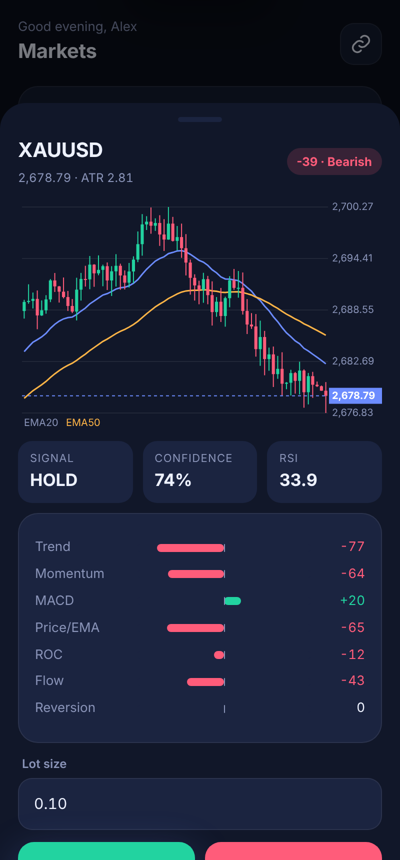 Good evening, Alex
Markets
XAUUSD
-39 · Bearish
2,678.79 · ATR 2.81
2,700.27
2,694.41
2,688.55
2,682.69
2,678.79
2,676.83
EMA20 EMA50
SIGNAL CONFIDENCE RSI
HOLD 74% 33.9
Trend -77
Momentum -64
MACD +20
Price/EMA -65
ROC -12
Flow -43
Reversion 0
Lot size
0.10